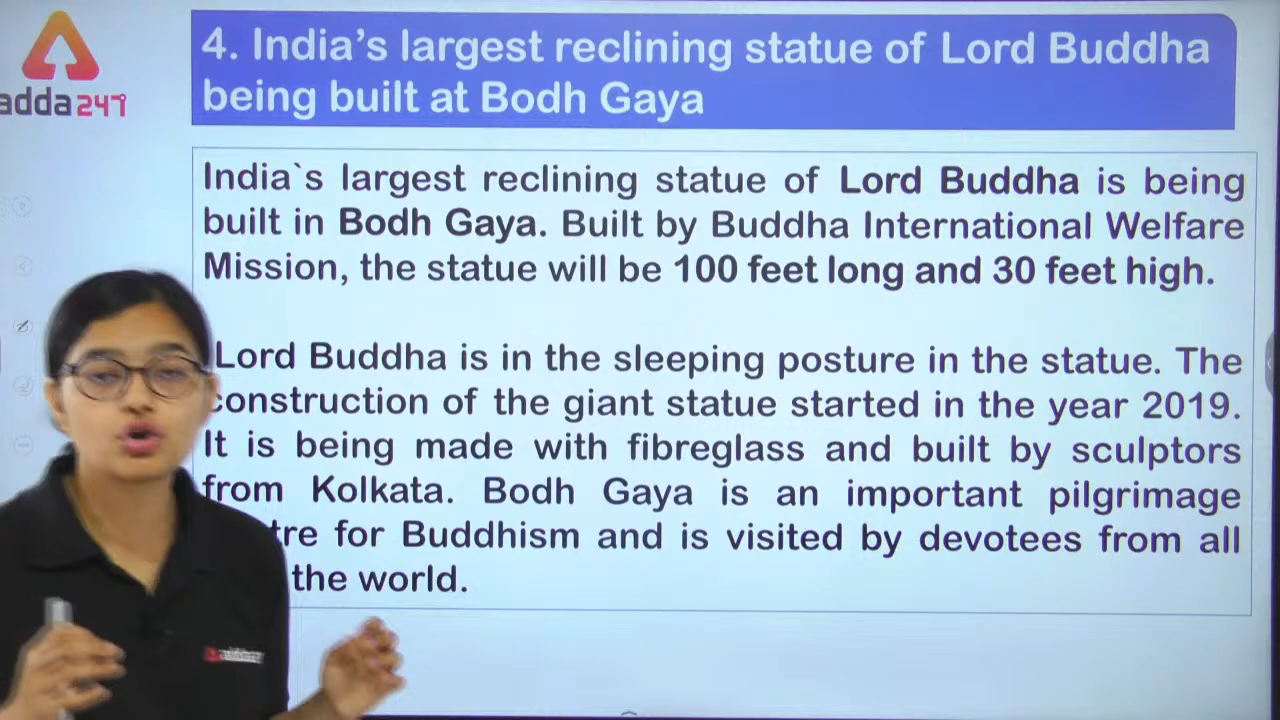 adda247
4. India's largest reclining statue of Lord Buddha
being built at Bodh Gaya
India`s largest reclining statue of Lord Buddha is being
built in Bodh Gaya. Built by Buddha International Welfare
Mission, the statue will be 100 feet long and 30 feet high.
Lord Buddha is in the sleeping posture in the statue. The
construction of the giant statue started in the year 2019.
It is being made with fibreglass and built by sculptors
from Kolkata. Bodh Gaya is an important pilgrimage
tre for Buddhism and is visited by devotees from all
the world.